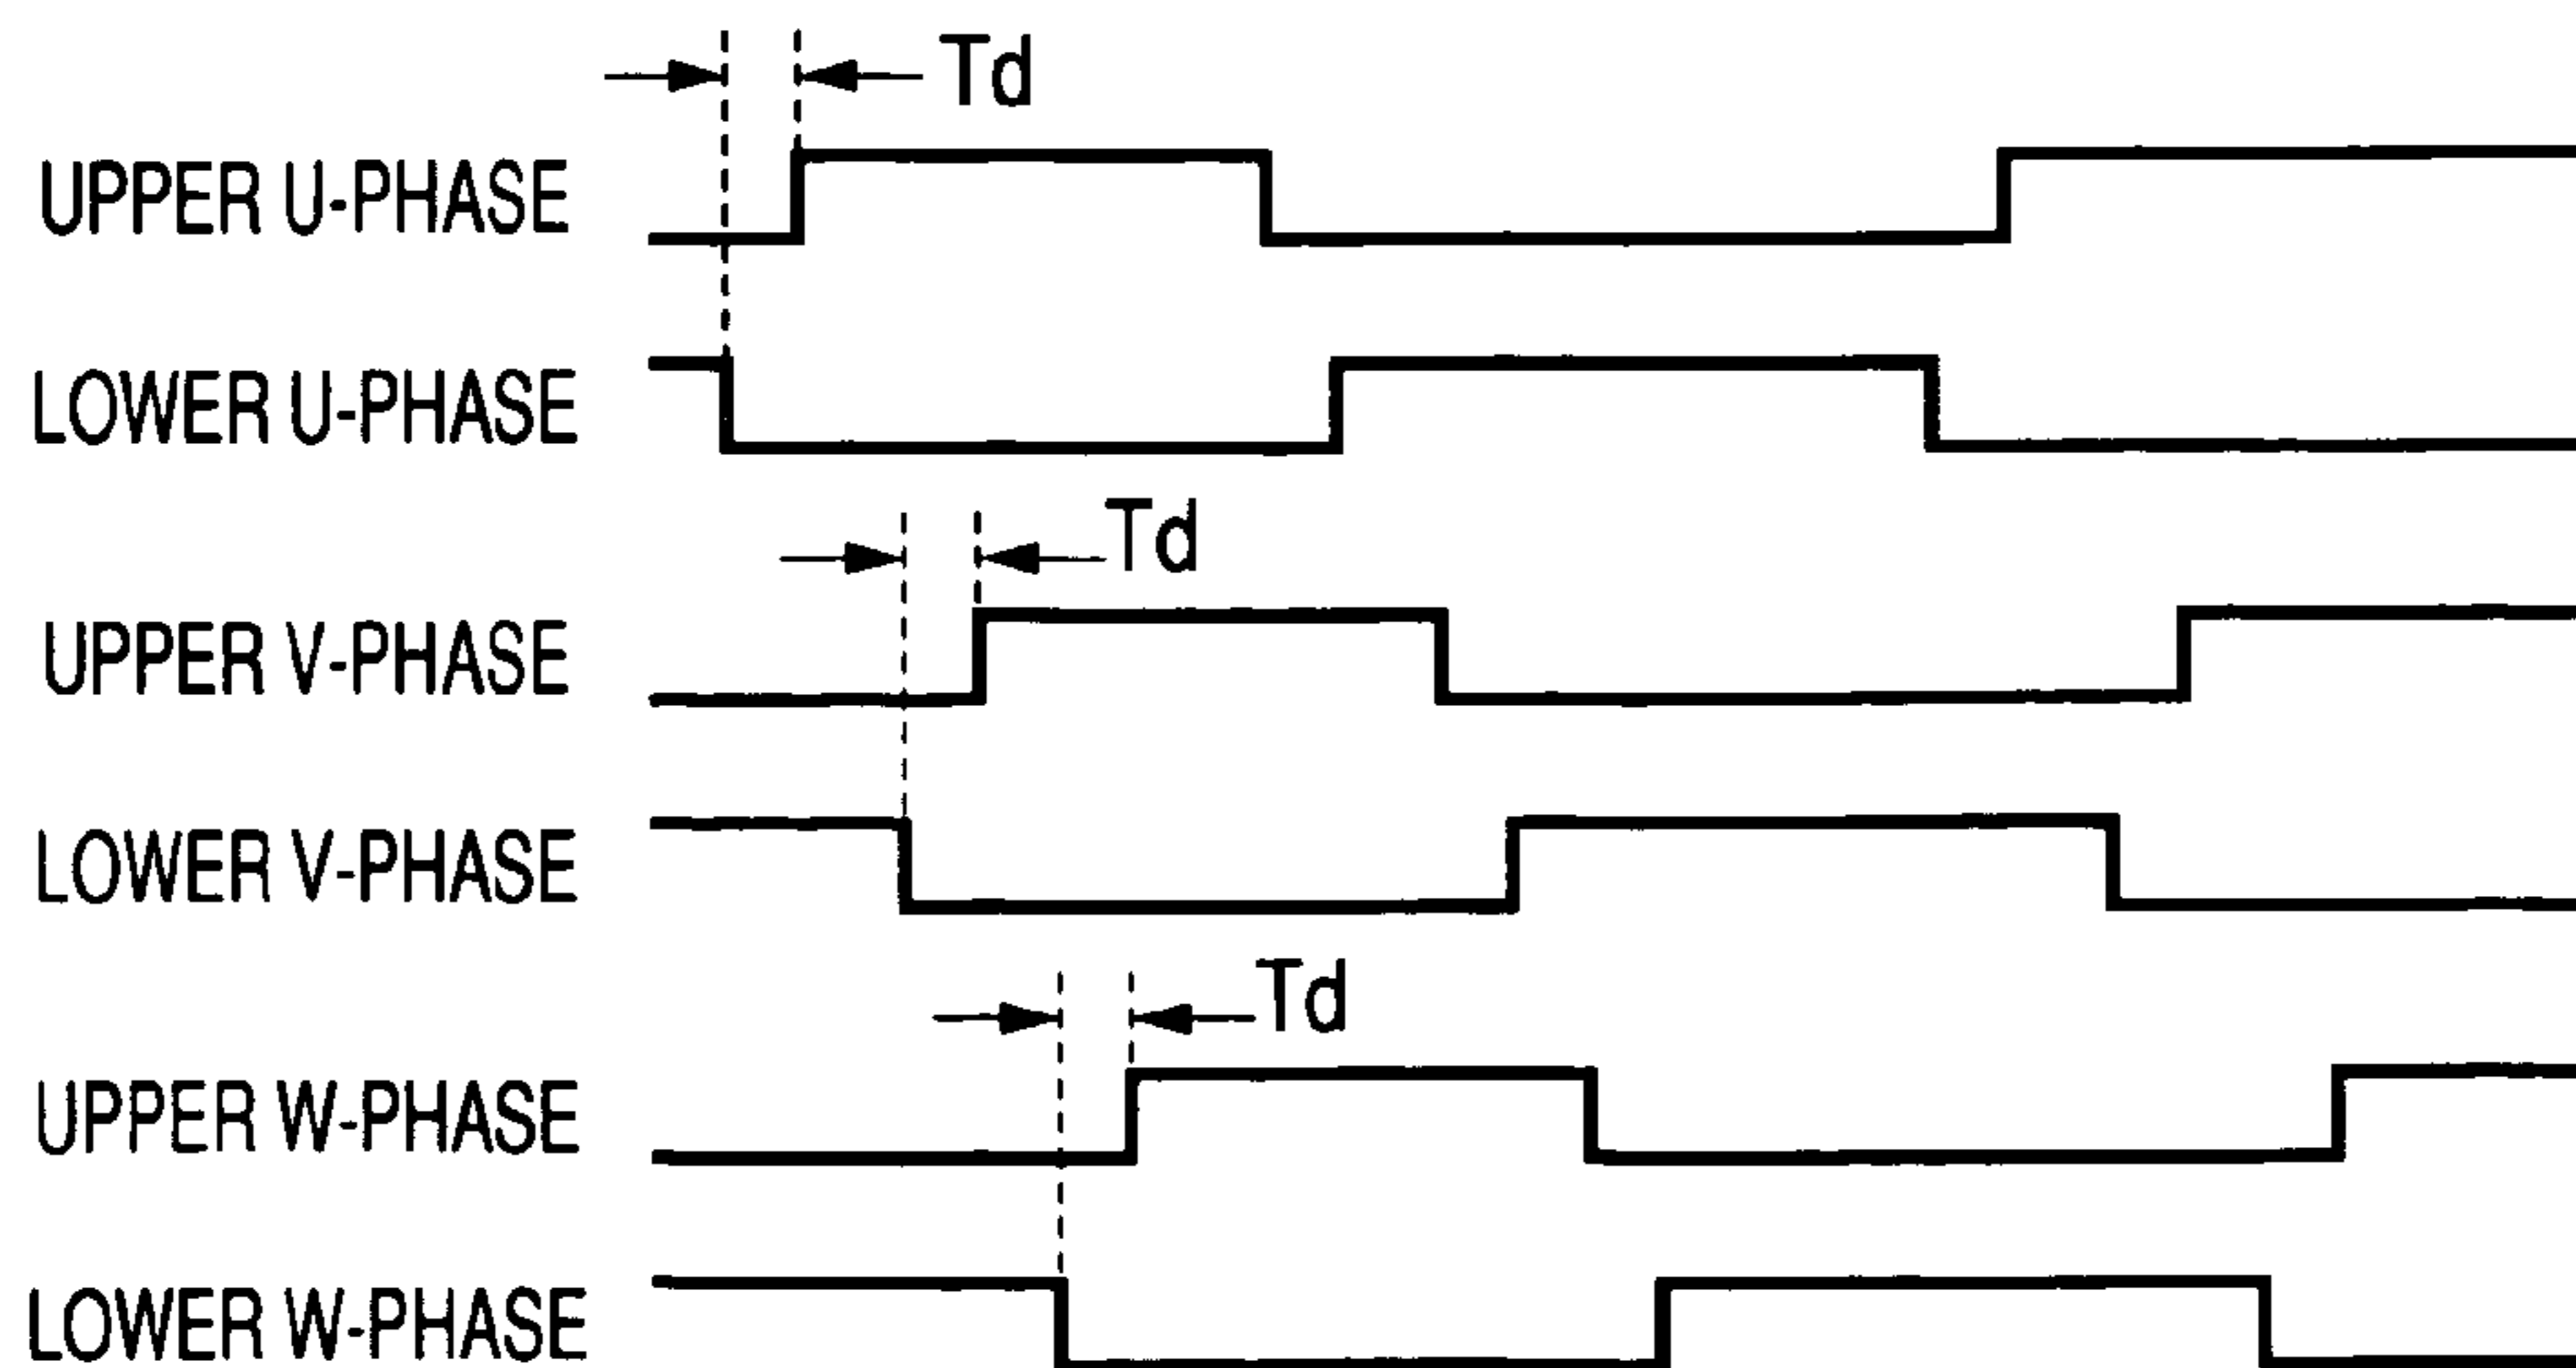 Td
UPPER U-PHASE
LOWER U-PHASE
Td
UPPER V-PHASE
LOWER V-PHASE
Td
UPPER W-PHASE
LOWER W-PHASE